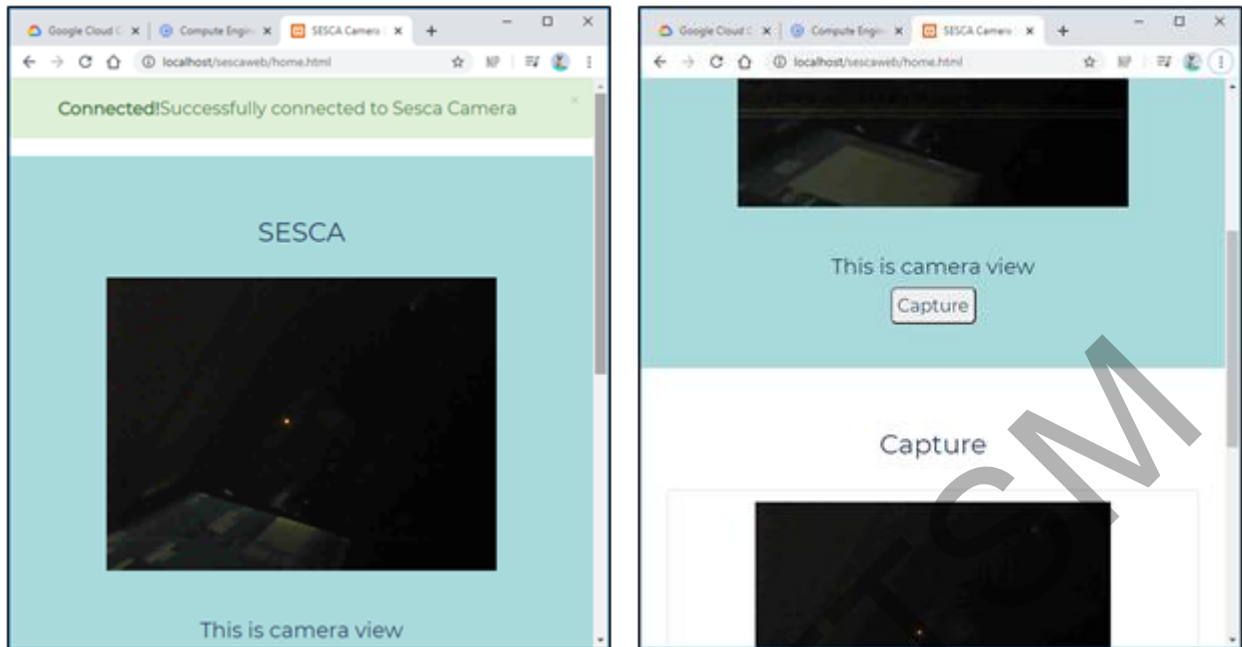 Google Cloud C
Compute Engin
SESCA Camera
localhost/sescaweb/home.html
Connected!Successfully connected to Sesca Camera
SESCA
This is camera view
Google Cloud C
Compute Engin
SESCA Camera
localhost/sescaweb/home.html
This is camera view
Capture
Capture
TSM